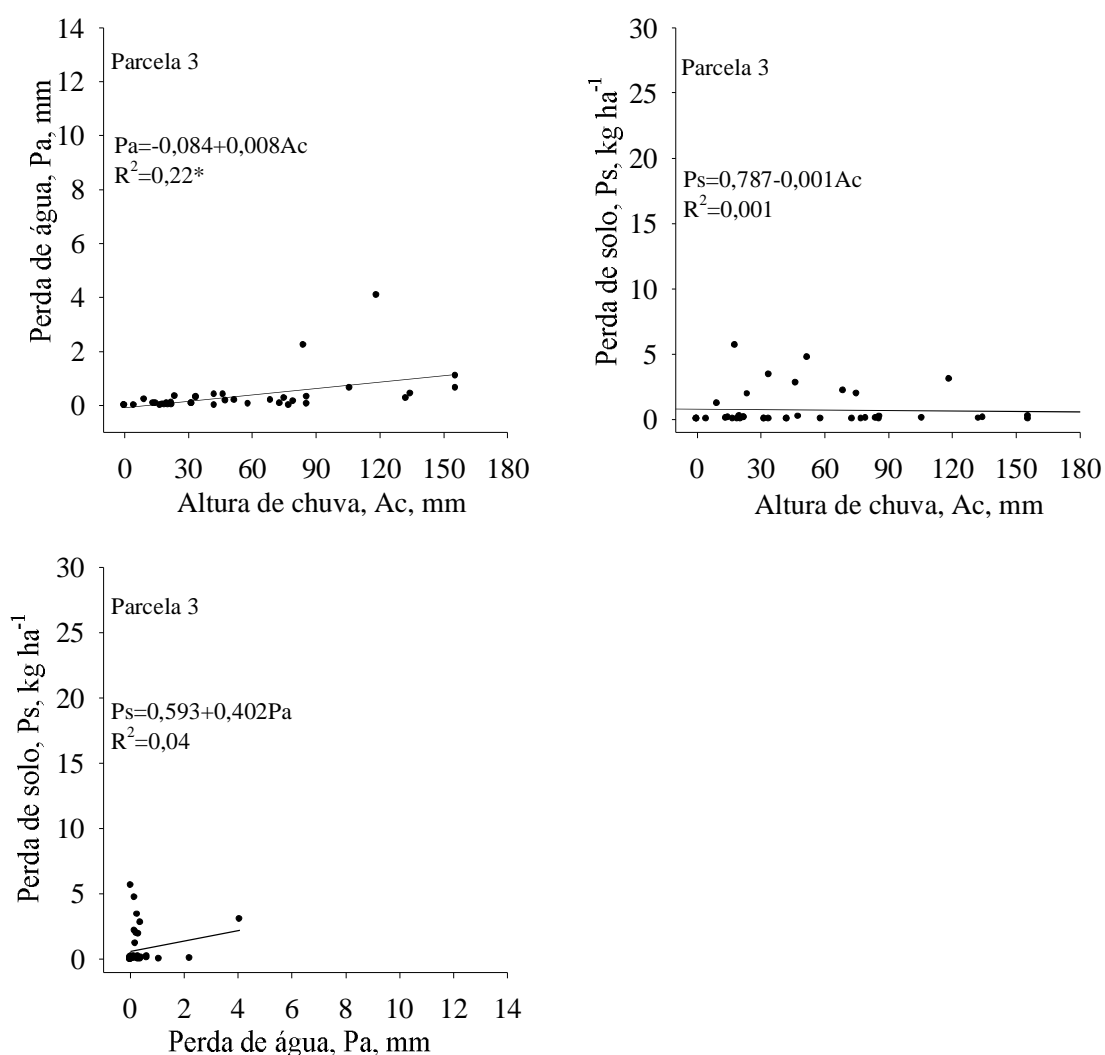 14
12
10
8
6
4
2
0
Perda de água, Pa, mm
Parcela 3
Pa=-0,084+0,008Ac
R²=0,22*
0 30 60 90 120 150 180
Altura de chuva, Ac, mm
30
25
20
15
10
5
0
Perda de solo, Ps, kg ha⁻¹
Parcela 3
Ps=0,787-0,001Ac
R²=0,001
0 30 60 90 120 150 180
Altura de chuva, Ac, mm
30
25
20
15
10
5
0
Perda de solo, Ps, kg ha⁻¹
Parcela 3
Ps=0,593+0,402Pa
R²=0,04
0 2 4 6 8 10 12 14
Perda de água, Pa, mm